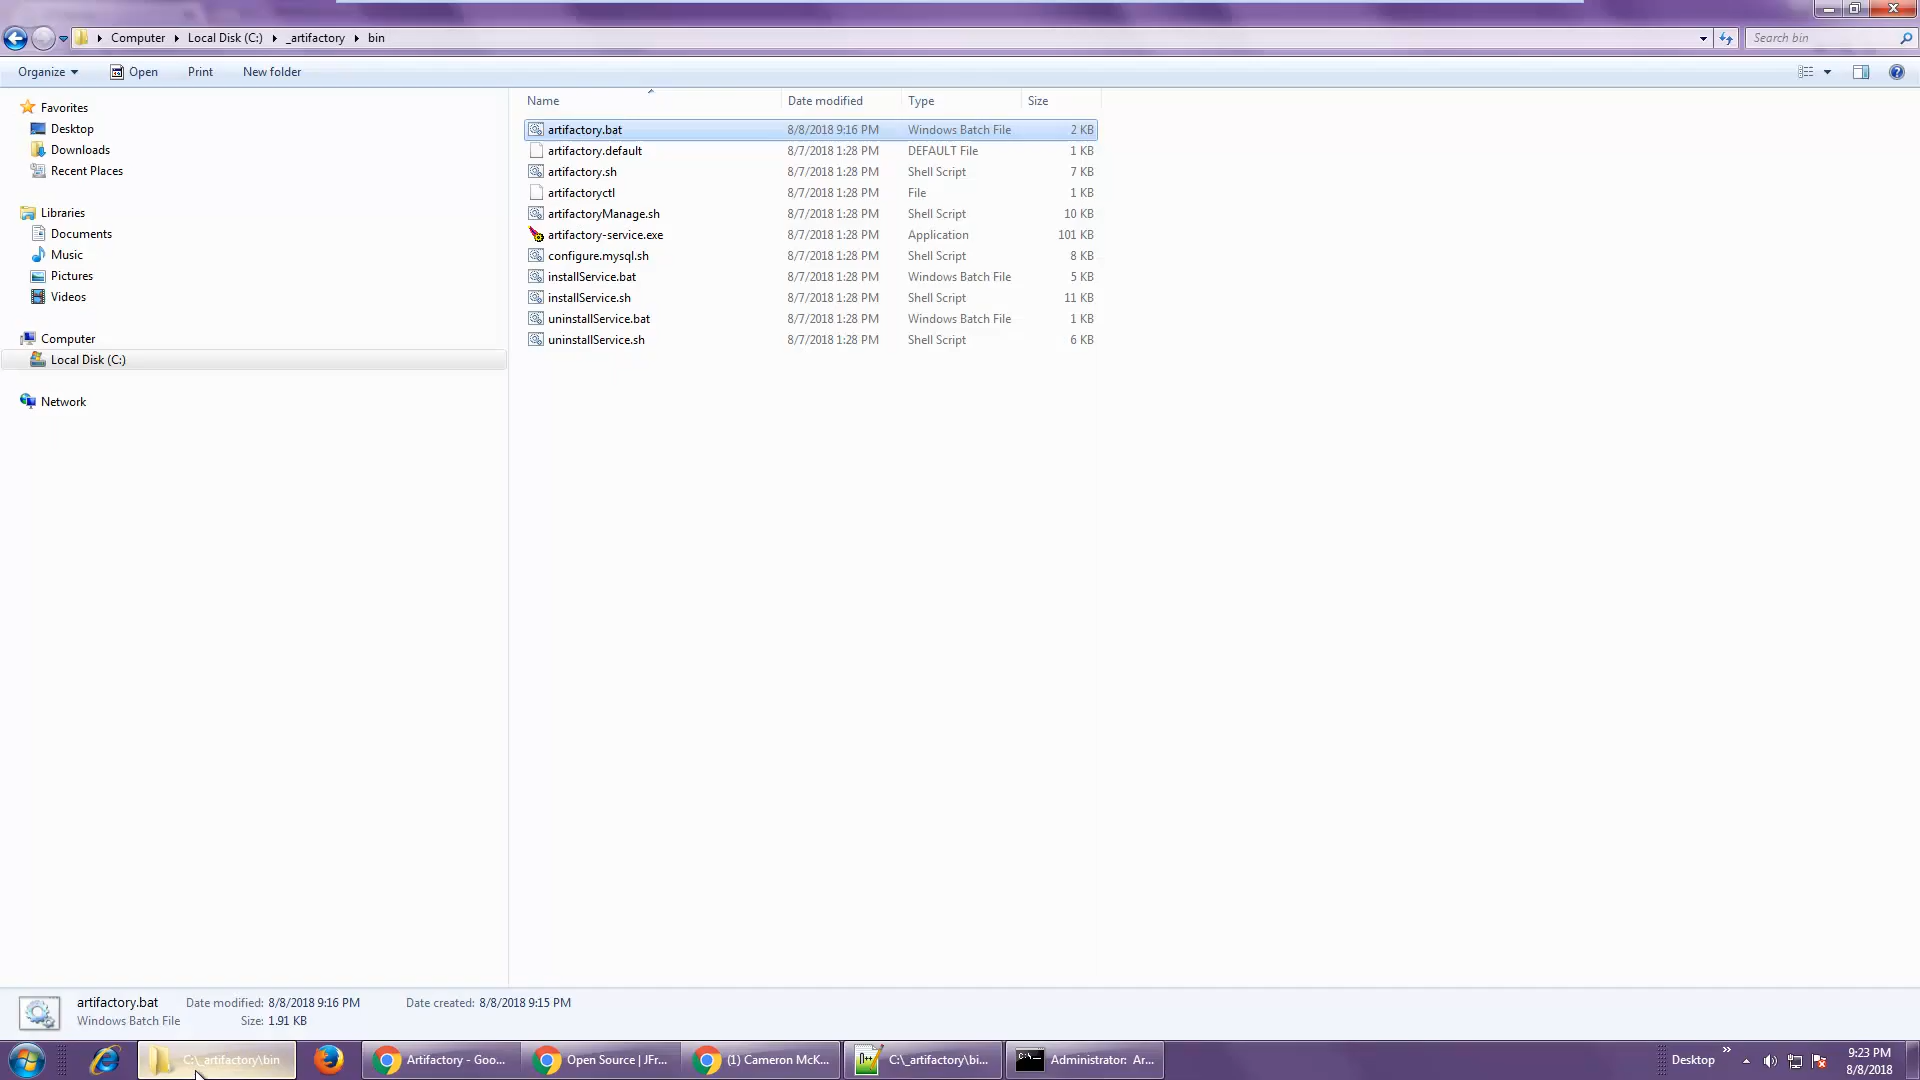 Computer Local Disk (C:) _artifactory bin Search bin
Organize Open Print New folder
Favorites
Desktop
Downloads
Recent Places
Libraries
Documents
Music
Pictures
Videos
Computer
Local Disk (C:)
Network
Name Date modified Type Size
artifactory.bat 8/8/2018 9:16 PM Windows Batch File 2 KB
artifactory.default 8/7/2018 1:28 PM DEFAULT File 1 KB
artifactory.sh 8/7/2018 1:28 PM Shell Script 7 KB
artifactoryctl 8/7/2018 1:28 PM File 1 KB
artifactoryManage.sh 8/7/2018 1:28 PM Shell Script 10 KB
artifactory-service.exe 8/7/2018 1:28 PM Application 101 KB
configure.mysql.sh 8/7/2018 1:28 PM Shell Script 8 KB
installService.bat 8/7/2018 1:28 PM Windows Batch File 5 KB
installService.sh 8/7/2018 1:28 PM Shell Script 11 KB
uninstallService.bat 8/7/2018 1:28 PM Windows Batch File 1 KB
uninstallService.sh 8/7/2018 1:28 PM Shell Script 6 KB
artifactory.bat Date modified: 8/8/2018 9:16 PM Date created: 8/8/2018 9:15 PM
Windows Batch File Size: 1.91 KB
C:\_artifactory\bin Artifactory - Goo... Open Source | JFr... (1) Cameron McK... C:\_artifactory\bi... Administrator: Ar... Desktop 9:23 PM
8/8/2018